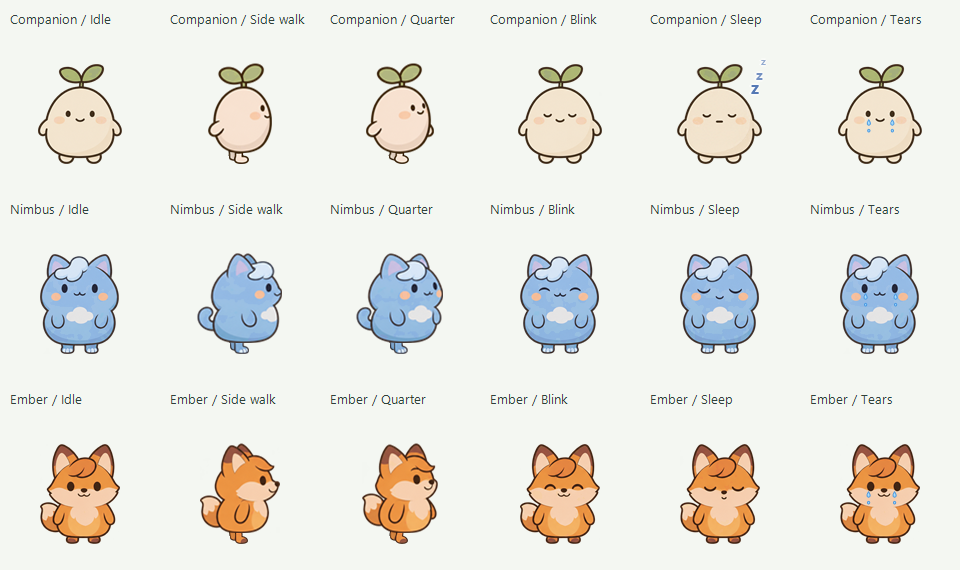 Companion / Idle
Companion / Side walk
Companion / Quarter
Companion / Blink
Companion / Sleep
Companion / Tears
z
z
z
Nimbus / Idle
Nimbus / Side walk
Nimbus / Quarter
Nimbus / Blink
Nimbus / Sleep
Nimbus / Tears
Ember / Idle
Ember / Side walk
Ember / Quarter
Ember / Blink
Ember / Sleep
Ember / Tears